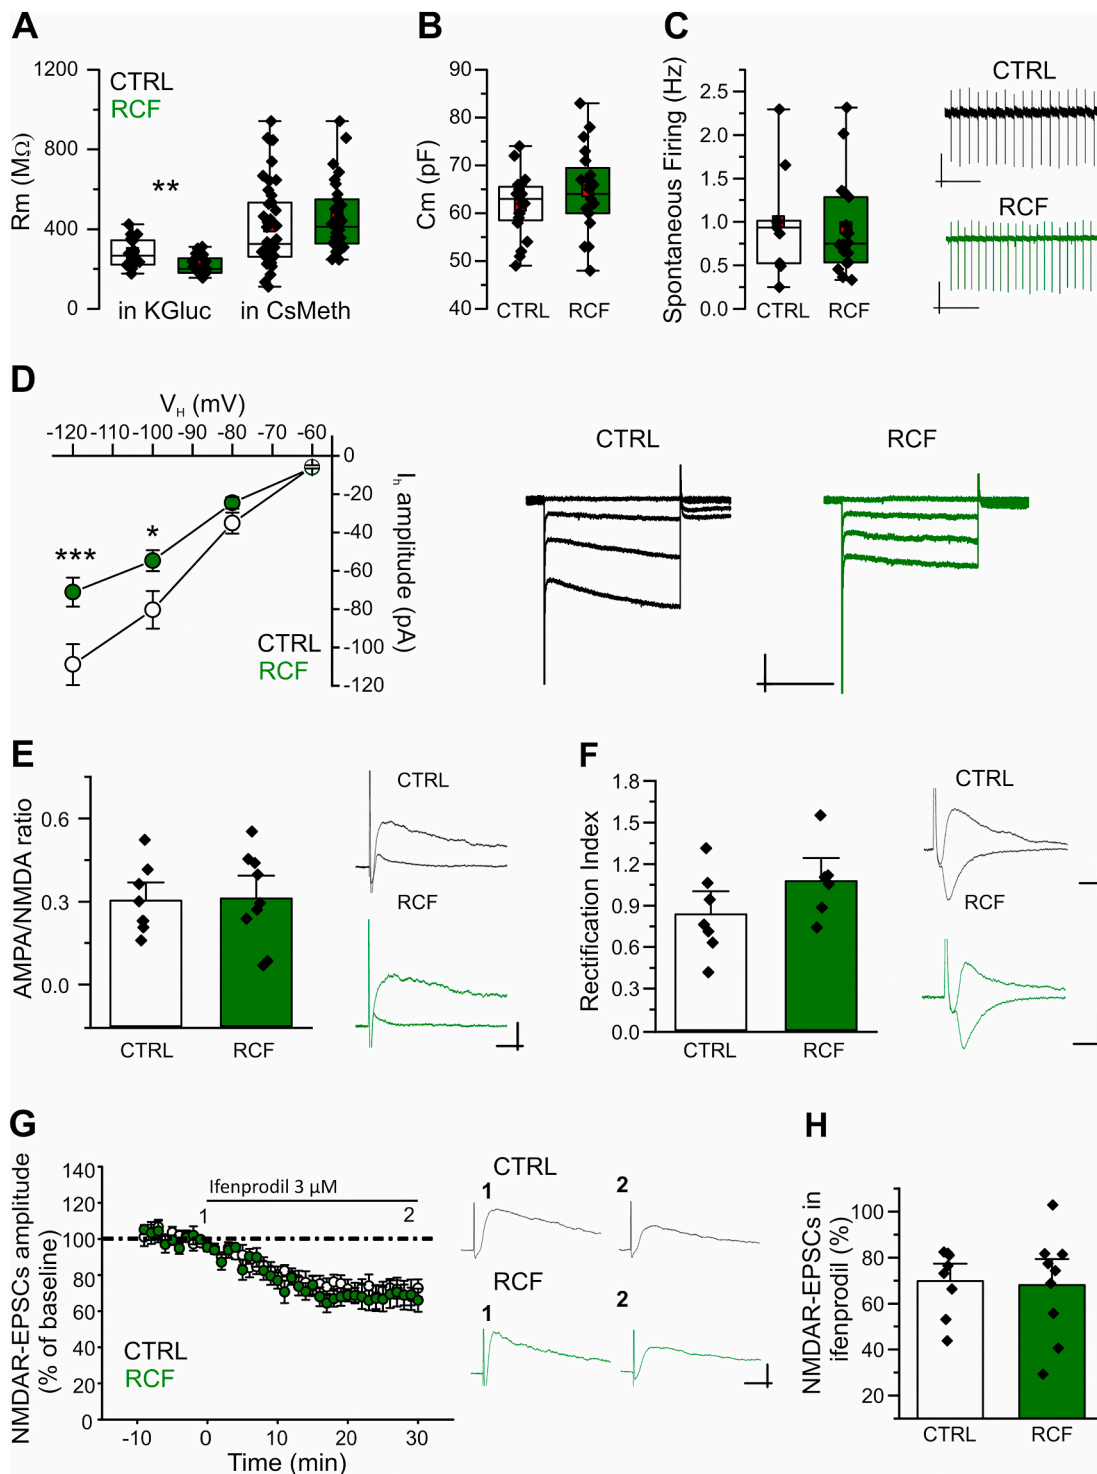 A
Rm (MΩ)
1200
800
400
0
CTRL
RCF
**
in KGluc
in CsMeth
B
Cm (pF)
90
80
70
60
50
40
CTRL
RCF
C
Spontaneous Firing (Hz)
2.5
2.0
1.5
1.0
0.5
0.0
CTRL
RCF
CTRL
RCF
D
VH (mV)
-120 -110 -100 -90 -80 -70 -60
0
-20
-40
-60
-80
-100
-120
Ih amplitude (pA)
***
*
CTRL
RCF
CTRL
RCF
E
AMPA/NMDA ratio
0.6
0.3
0.0
CTRL
RCF
CTRL
RCF
F
Rectification Index
1.8
1.5
1.2
0.9
0.6
0.3
0.0
CTRL
RCF
CTRL
RCF
G
NMDAR-EPSCs amplitude
(% of baseline)
140
120
100
80
60
40
20
0
Ifenprodil 3 µM
1
2
CTRL
RCF
-10 0 10 20 30
Time (min)
CTRL
1
2
RCF
1
2
H
NMDAR-EPSCs in
ifenprodil (%)
100
80
60
40
20
CTRL
RCF